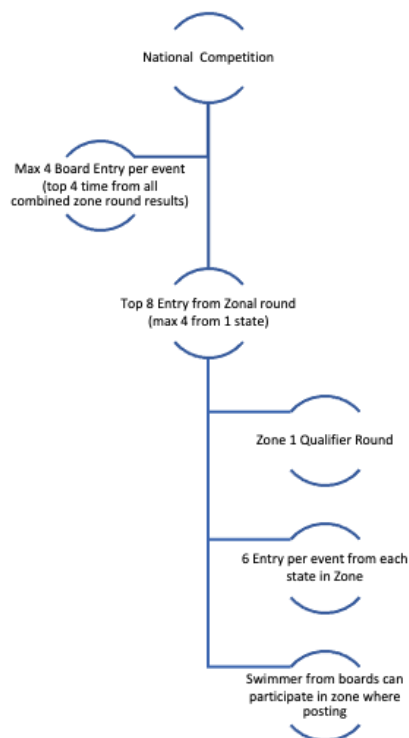 National Competition
Max 4 Board Entry per event
(top 4 time from all
combined zone round results)
Top 8 Entry from Zonal round
(max 4 from 1 state)
Zone 1 Qualifier Round
6 Entry per event from each
state in Zone
Swimmer from boards can
participate in zone where
posting